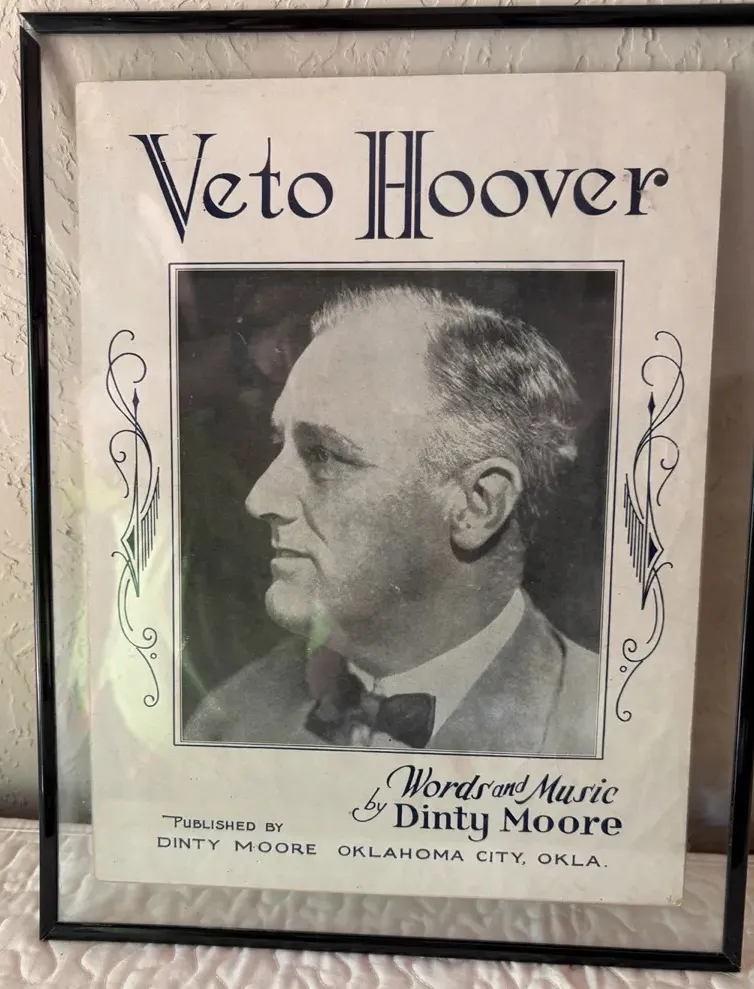 Veto Hoover
Words and Music
by Dinty Moore
PUBLISHED BY
DINTY MOORE OKLAHOMA CITY, OKLA.